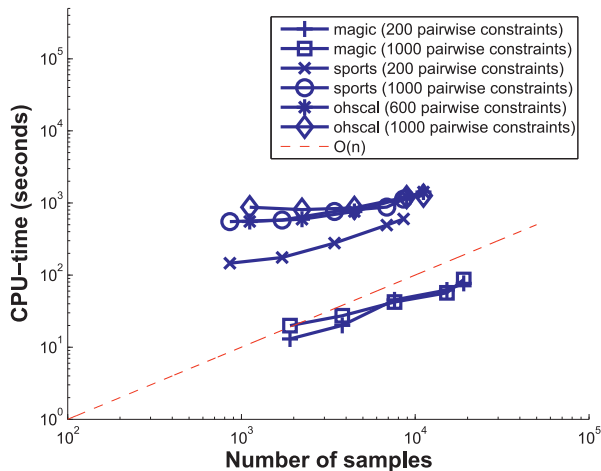 magic (200 pairwise constraints)
magic (1000 pairwise constraints)
sports (200 pairwise constraints)
sports (1000 pairwise constraints)
ohscal (600 pairwise constraints)
ohscal (1000 pairwise constraints)
O(n)
CPU−time (seconds)
10^5
10^4
10^3
10^2
10^1
10^0
10^2 10^3 10^4 10^5
Number of samples